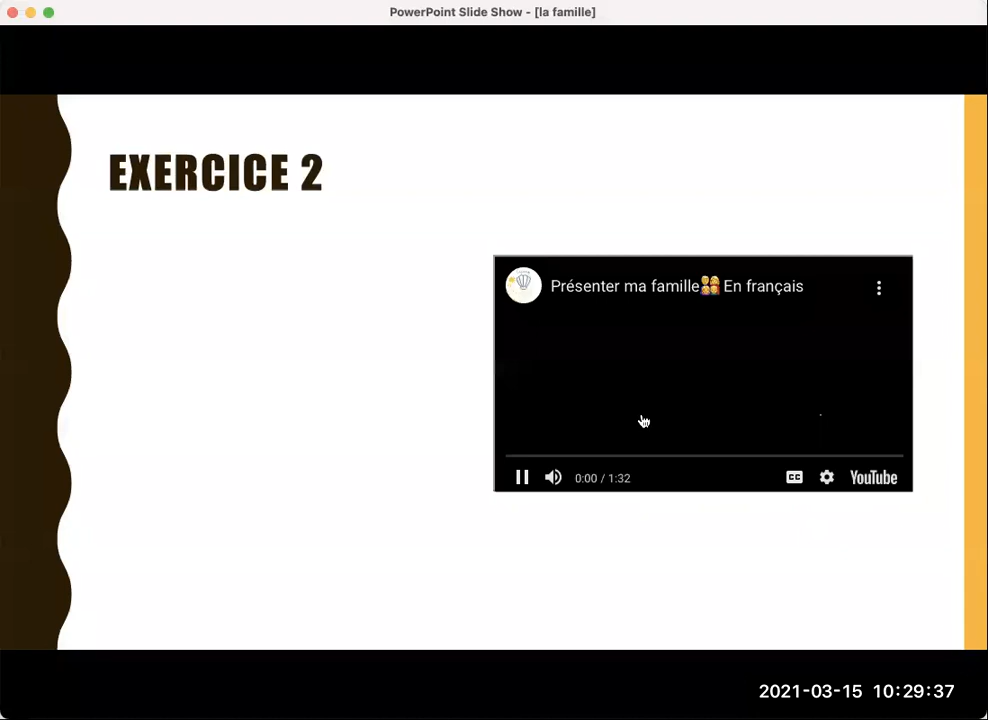 PowerPoint Slide Show - [la famille]
EXERCICE 2
Présenter ma famille👨‍👩‍👧‍👦 En français
0:00 / 1:32
CC
YouTube
2021-03-15 10:29:37